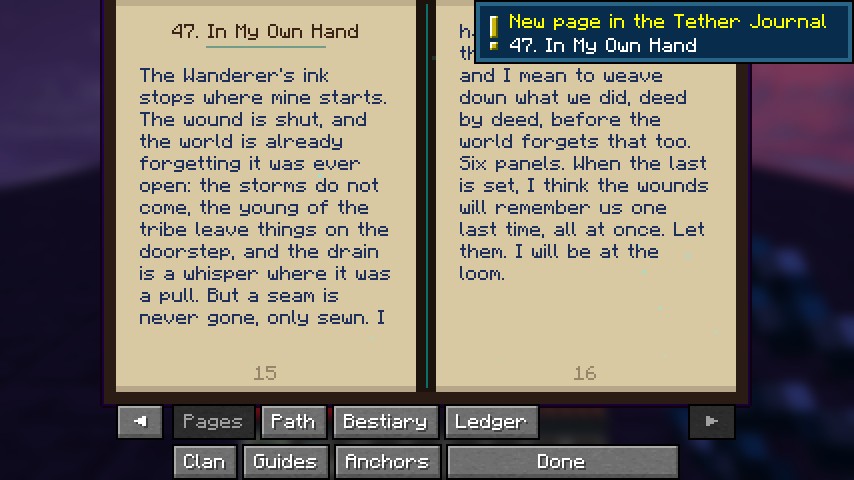 47. In My Own Hand
The Wanderer's ink
stops where mine starts.
The wound is shut, and
the world is already
forgetting it was ever
open: the storms do not
come, the young of the
tribe leave things on the
doorstep, and the drain
is a whisper where it was
a pull. But a seam is
never gone, only sewn. I
15
and I mean to weave
down what we did, deed
by deed, before the
world forgets that too.
Six panels. When the last
is set, I think the wounds
will remember us one
last time, all at once. Let
them. I will be at the
loom.
16
New page in the Tether Journal
47. In My Own Hand
Pages
Path
Bestiary
Ledger
Clan
Guides
Anchors
Done